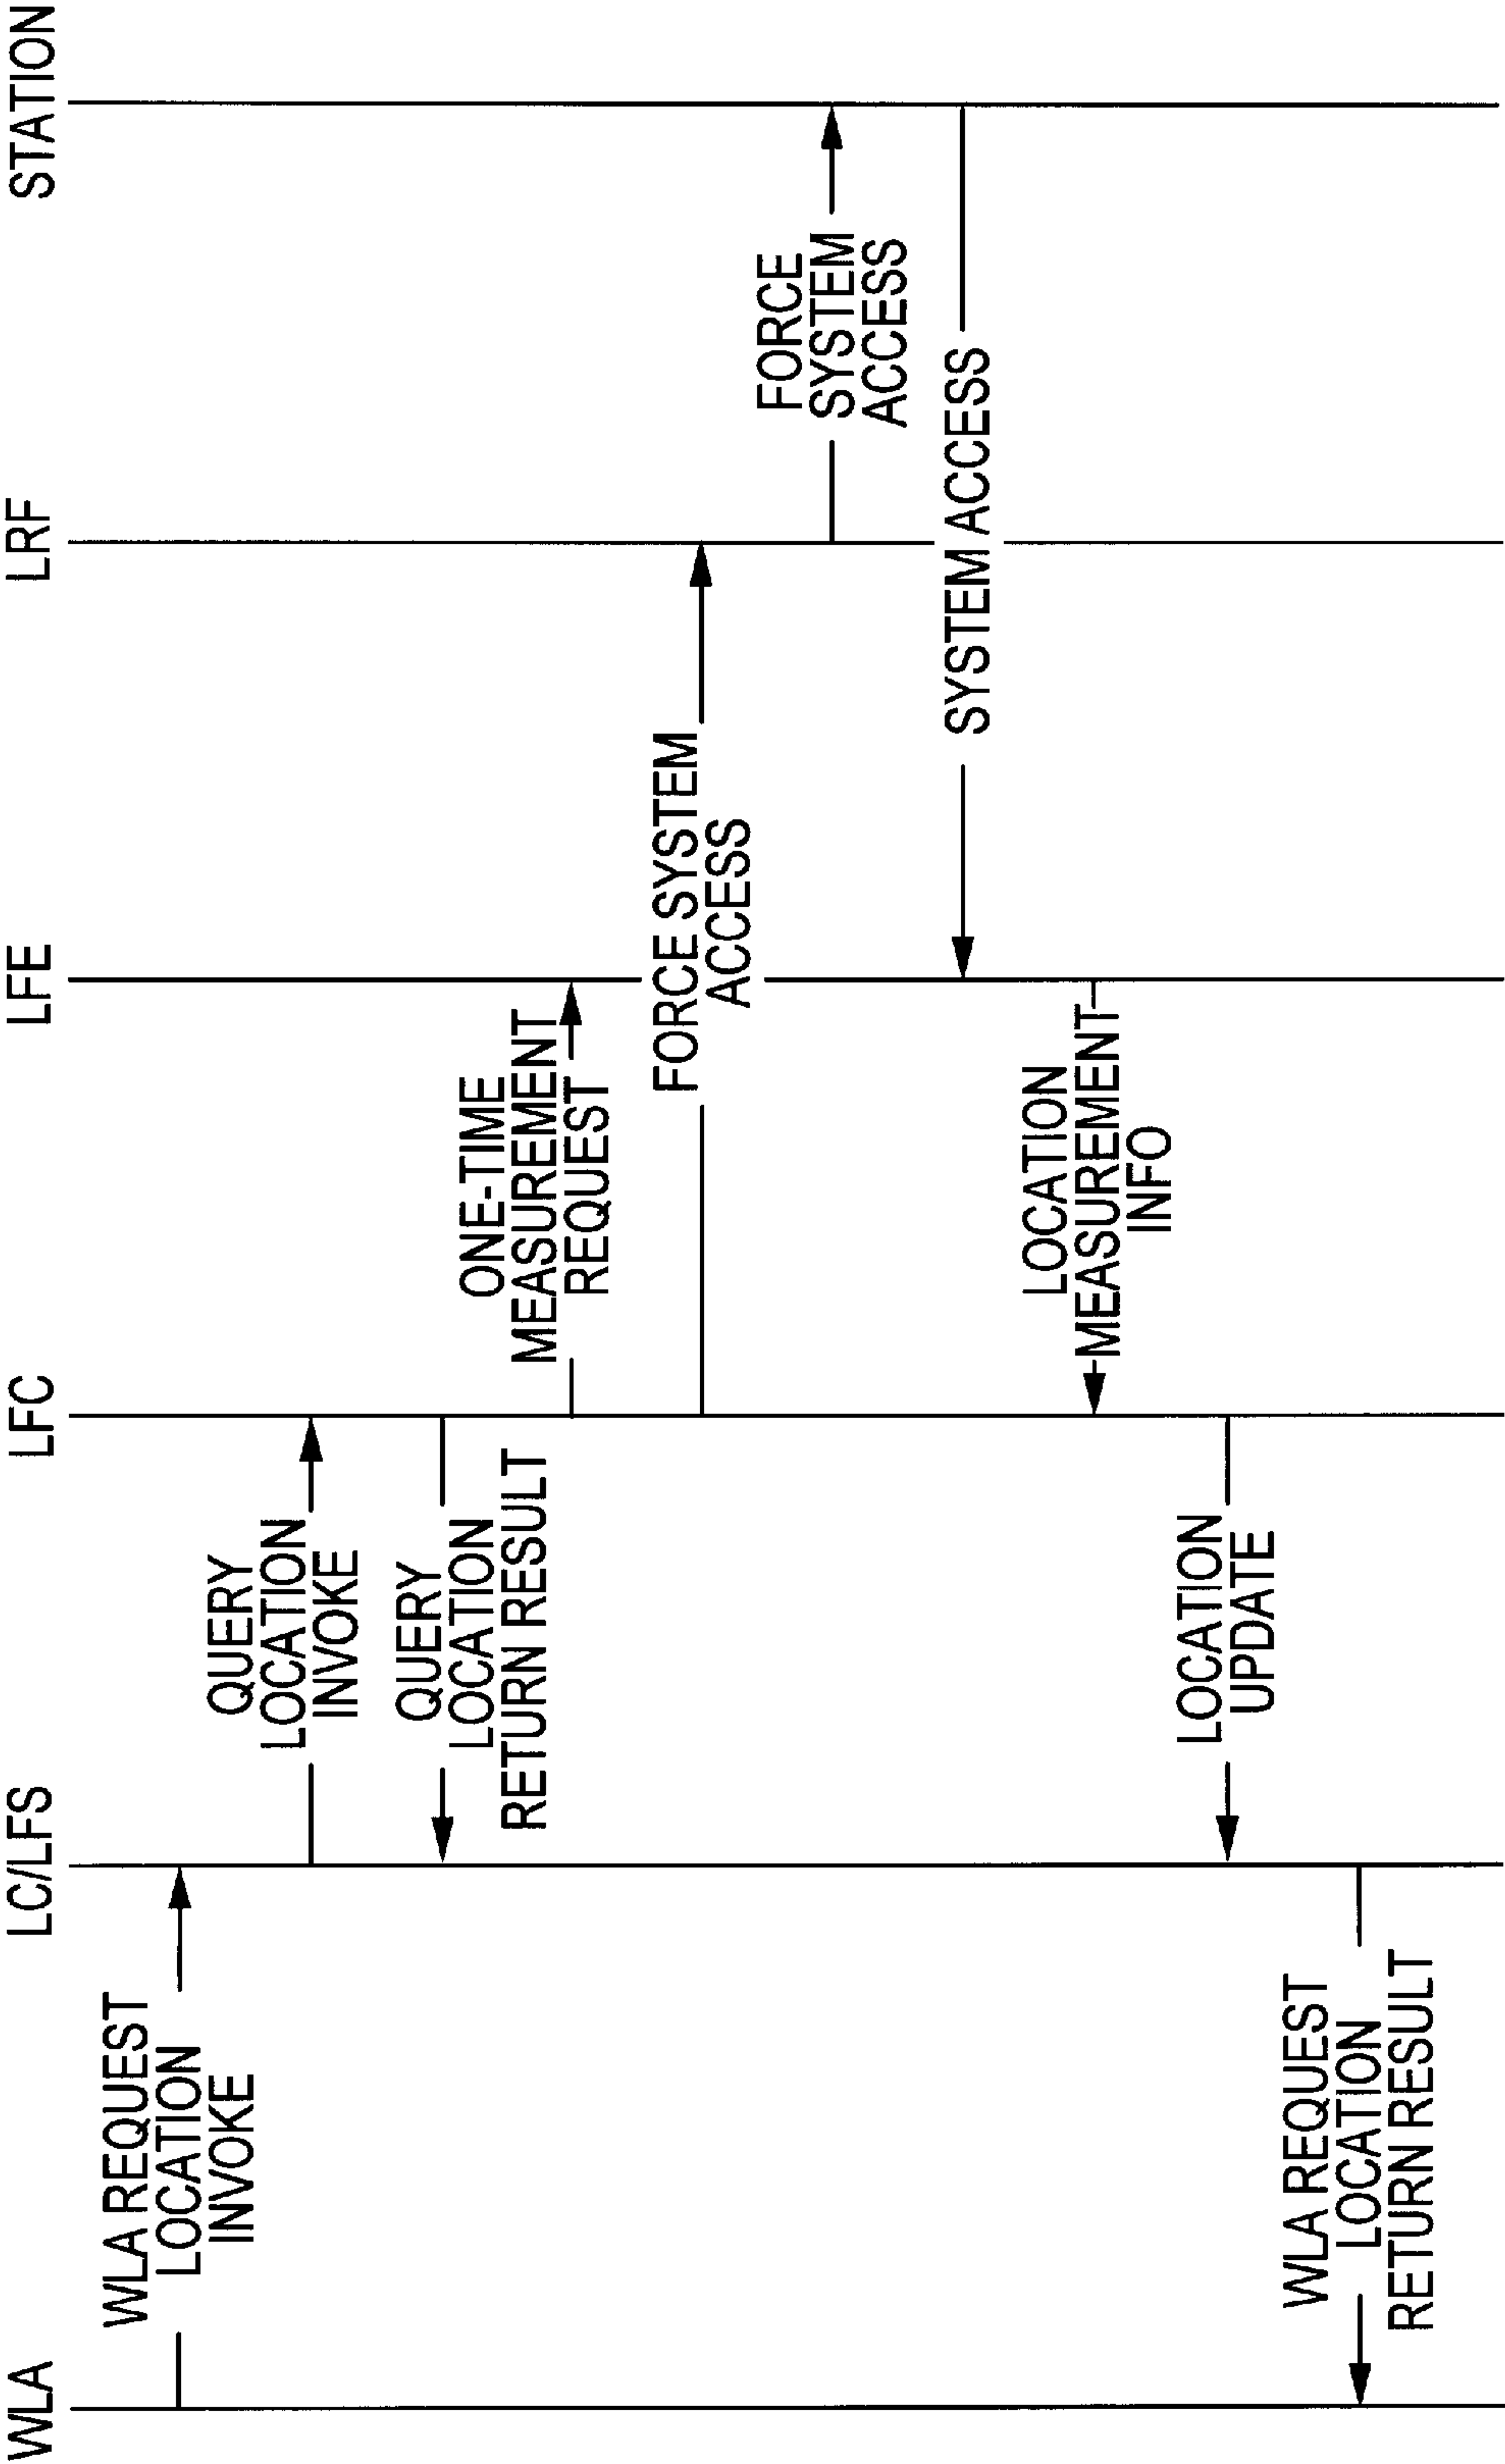 WLA
LC/LFS
LFC
LFE
LRF
STATION
WLA REQUEST
LOCATION
INVOKE
QUERY
LOCATION
INVOKE
QUERY
LOCATION
RETURN RESULT
ONE-TIME
MEASUREMENT
REQUEST
FORCE SYSTEM
ACCESS
FORCE
SYSTEM
ACCESS
SYSTEM ACCESS
LOCATION
MEASUREMENT
INFO
LOCATION
UPDATE
WLA REQUEST
LOCATION
RETURN RESULT